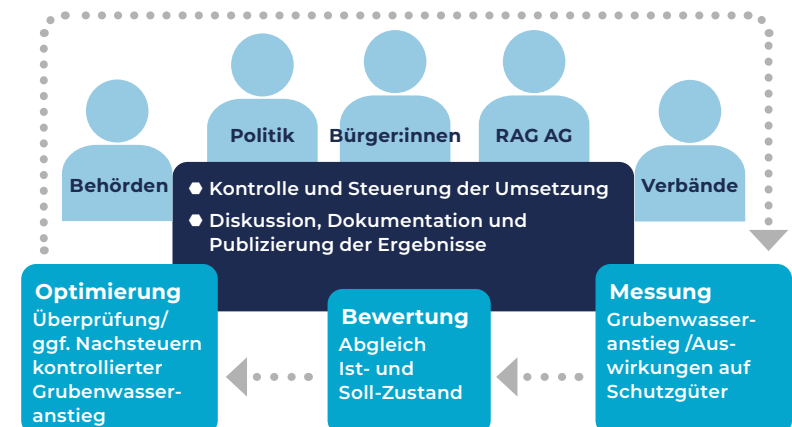 Politik
Bürger:innen
RAG AG
Behörden
Verbände
Kontrolle und Steuerung der Umsetzung
Diskussion, Dokumentation und
Publizierung der Ergebnisse
Optimierung
Überprüfung/
ggf. Nachsteuern
kontrollierter
Grubenwasser-
anstieg
Bewertung
Abgleich
Ist- und
Soll-Zustand
Messung
Grubenwasser-
anstieg /Aus-
wirkungen auf
Schutzgüter